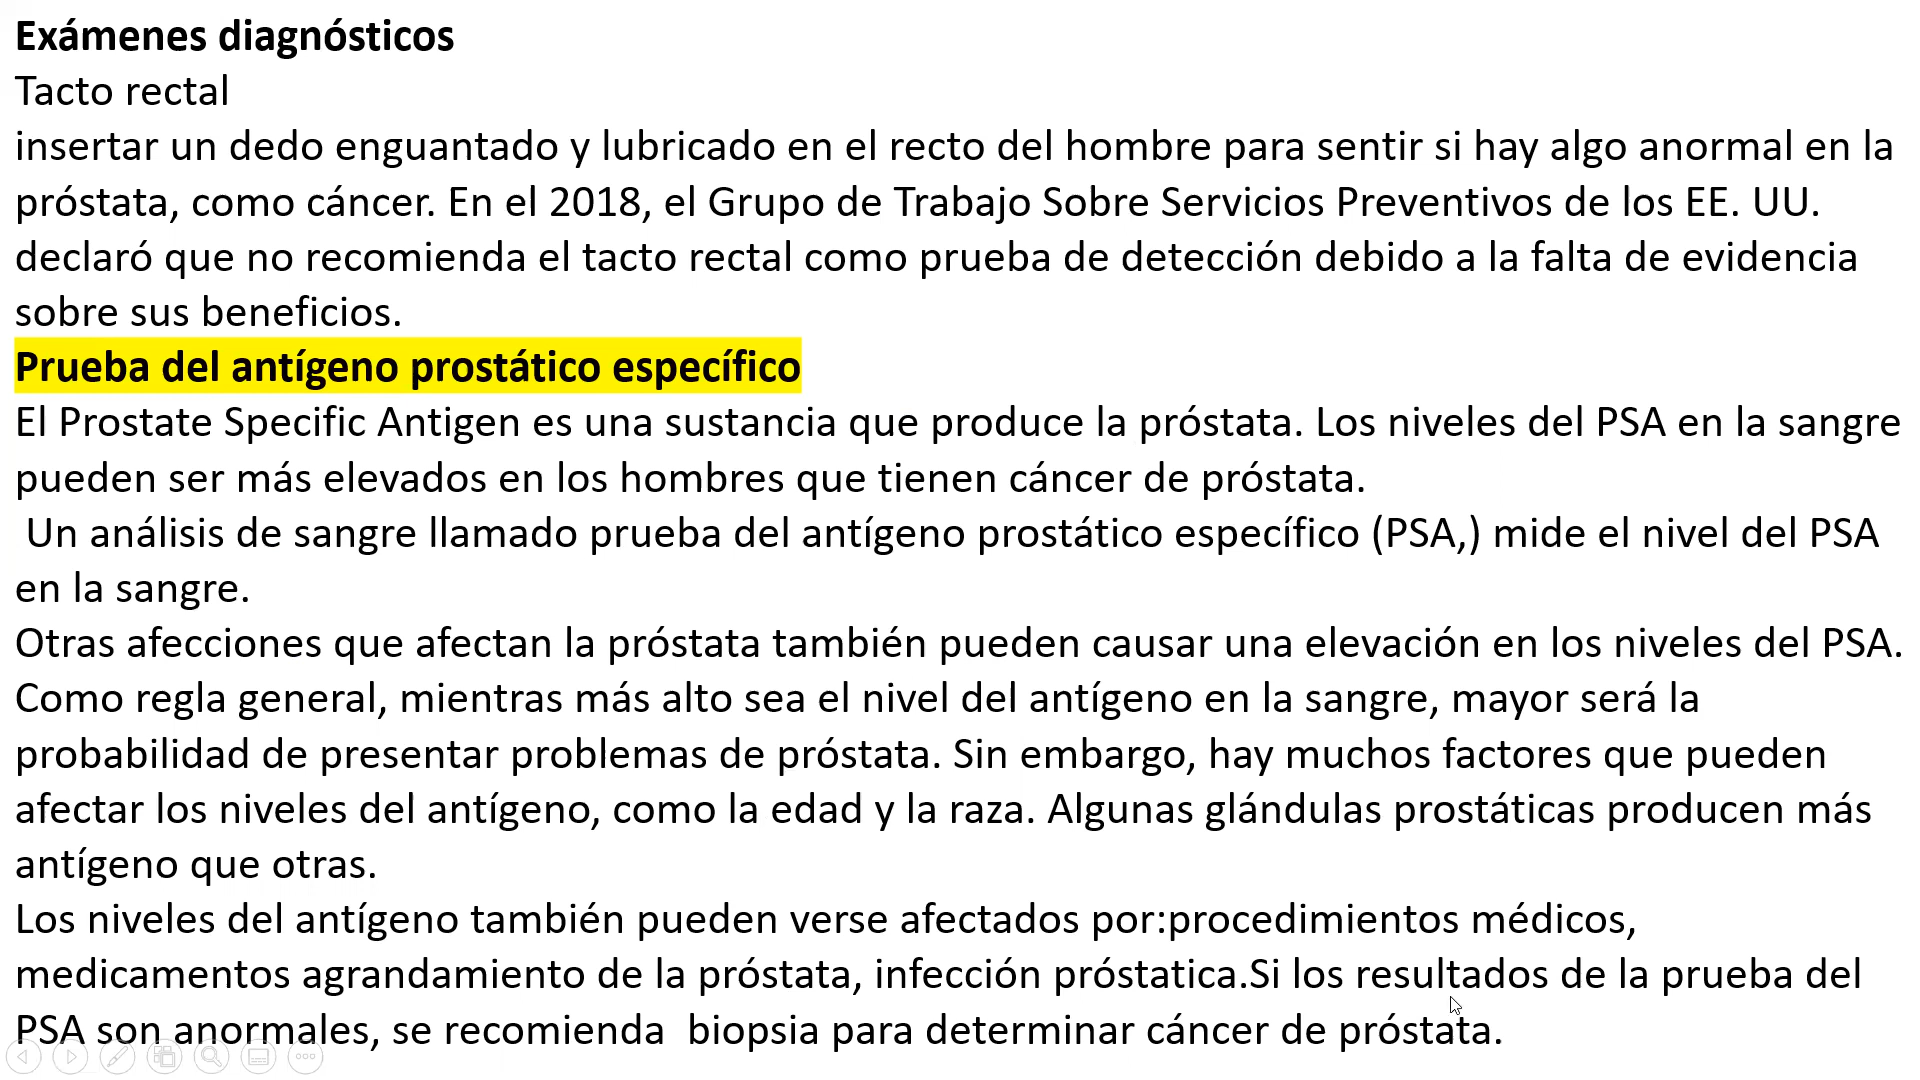 Exámenes diagnósticos
Tacto rectal
insertar un dedo enguantado y lubricado en el recto del hombre para sentir si hay algo anormal en la
próstata, como cáncer. En el 2018, el Grupo de Trabajo Sobre Servicios Preventivos de los EE. UU.
declaró que no recomienda el tacto rectal como prueba de detección debido a la falta de evidencia
sobre sus beneficios.
Prueba del antígeno prostático específico
El Prostate Specific Antigen es una sustancia que produce la próstata. Los niveles del PSA en la sangre
pueden ser más elevados en los hombres que tienen cáncer de próstata.
Un análisis de sangre llamado prueba del antígeno prostático específico (PSA,) mide el nivel del PSA
en la sangre.
Otras afecciones que afectan la próstata también pueden causar una elevación en los niveles del PSA.
Como regla general, mientras más alto sea el nivel del antígeno en la sangre, mayor será la
probabilidad de presentar problemas de próstata. Sin embargo, hay muchos factores que pueden
afectar los niveles del antígeno, como la edad y la raza. Algunas glándulas prostáticas producen más
antígeno que otras.
Los niveles del antígeno también pueden verse afectados por:procedimientos médicos,
medicamentos agrandamiento de la próstata, infección próstatica.Si los resultados de la prueba del
PSA son anormales, se recomienda  biopsia para determinar cáncer de próstata.